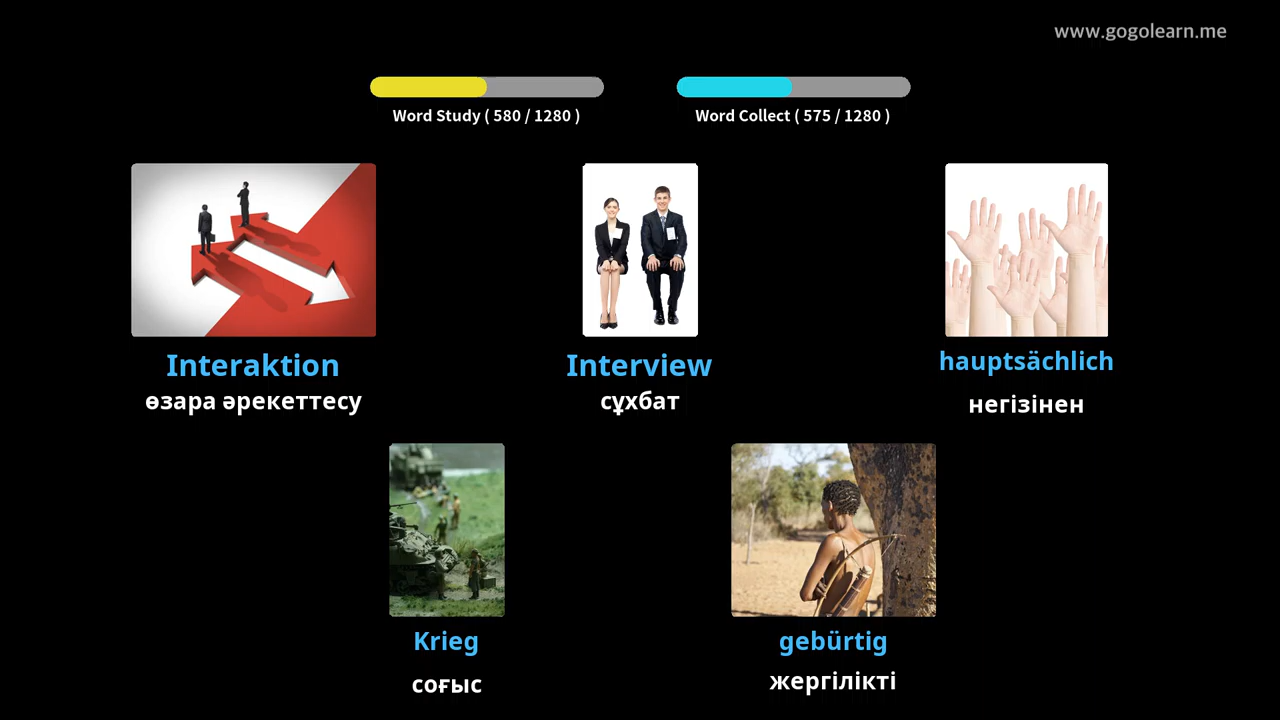 www.gogolearn.me
Word Study ( 580 / 1280 )
Word Collect ( 575 / 1280 )
Interaktion
өзара әрекеттесу
Interview
сұхбат
hauptsächlich
негізінен
Krieg
соғыс
gebürtig
жергілікті